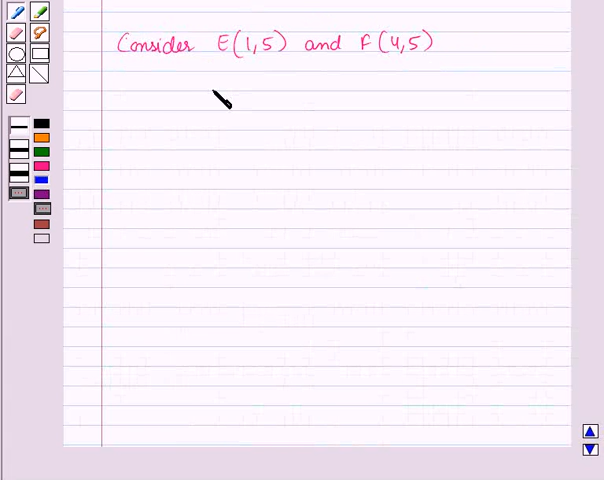 Consider E(1,5) and F(4,5)